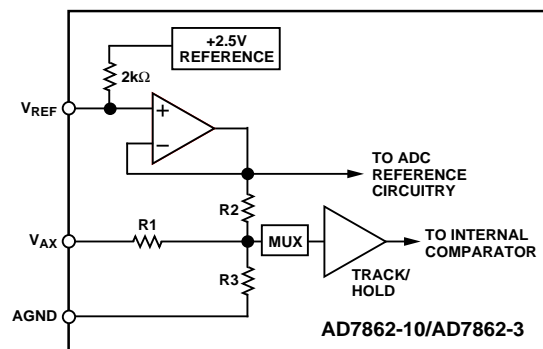 +2.5V
REFERENCE
2kΩ
VREF
+
−
TO ADC
REFERENCE
CIRCUITRY
R2
R1
VAX
MUX
TO INTERNAL
COMPARATOR
R3
TRACK/
HOLD
AGND
AD7862-10/AD7862-3